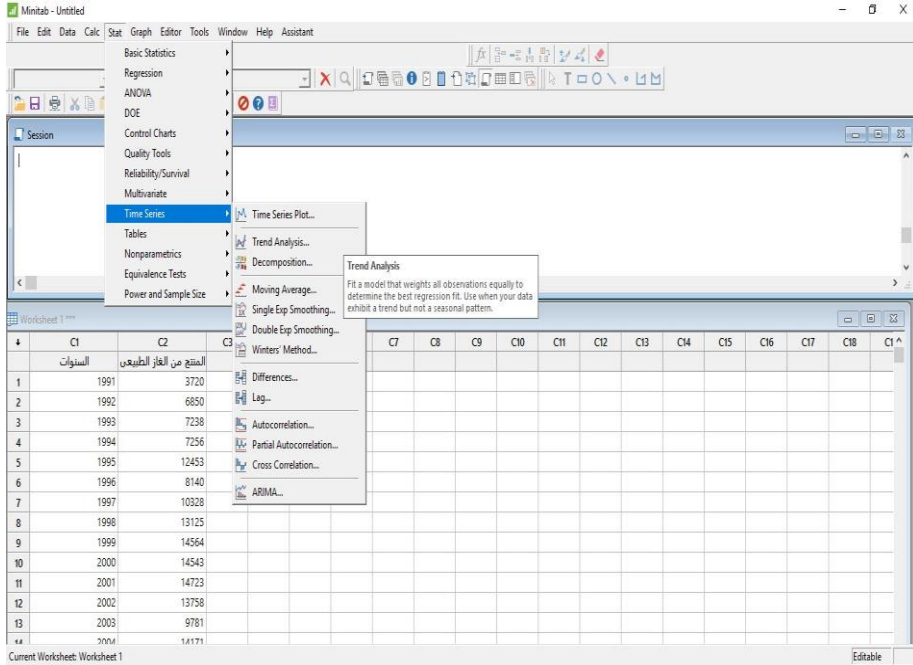 Minitab - Untitled
File Edit Data Calc Stat Graph Editor Tools Window Help Assistant
Basic Statistics
Regression
ANOVA
DOE
Control Charts
Quality Tools
Reliability/Survival
Multivariate
Time Series
Tables
Nonparametrics
Equivalence Tests
Power and Sample Size
Time Series Plot...
Trend Analysis...
Decomposition...
Moving Average...
Single Exp Smoothing...
Double Exp Smoothing...
Winters' Method...
Differences...
Lag...
Autocorrelation...
Partial Autocorrelation...
Cross Correlation...
ARIMA...
Trend Analysis
Fit a model that weights all observations equally to
determine the best regression fit. Use when your data
exhibit a trend but not a seasonal pattern.
Session
Worksheet 1 ***
C1 C2 C3 C7 C8 C9 C10 C11 C12 C13 C14 C15 C16 C17 C18
السنوات المنتج من الغاز الطبيعي
1 1991 3720
2 1992 6850
3 1993 7238
4 1994 7256
5 1995 12453
6 1996 8140
7 1997 10328
8 1998 13125
9 1999 14564
10 2000 14543
11 2001 14723
12 2002 13758
13 2003 9781
14 2004 14171
Current Worksheet: Worksheet 1
Editable